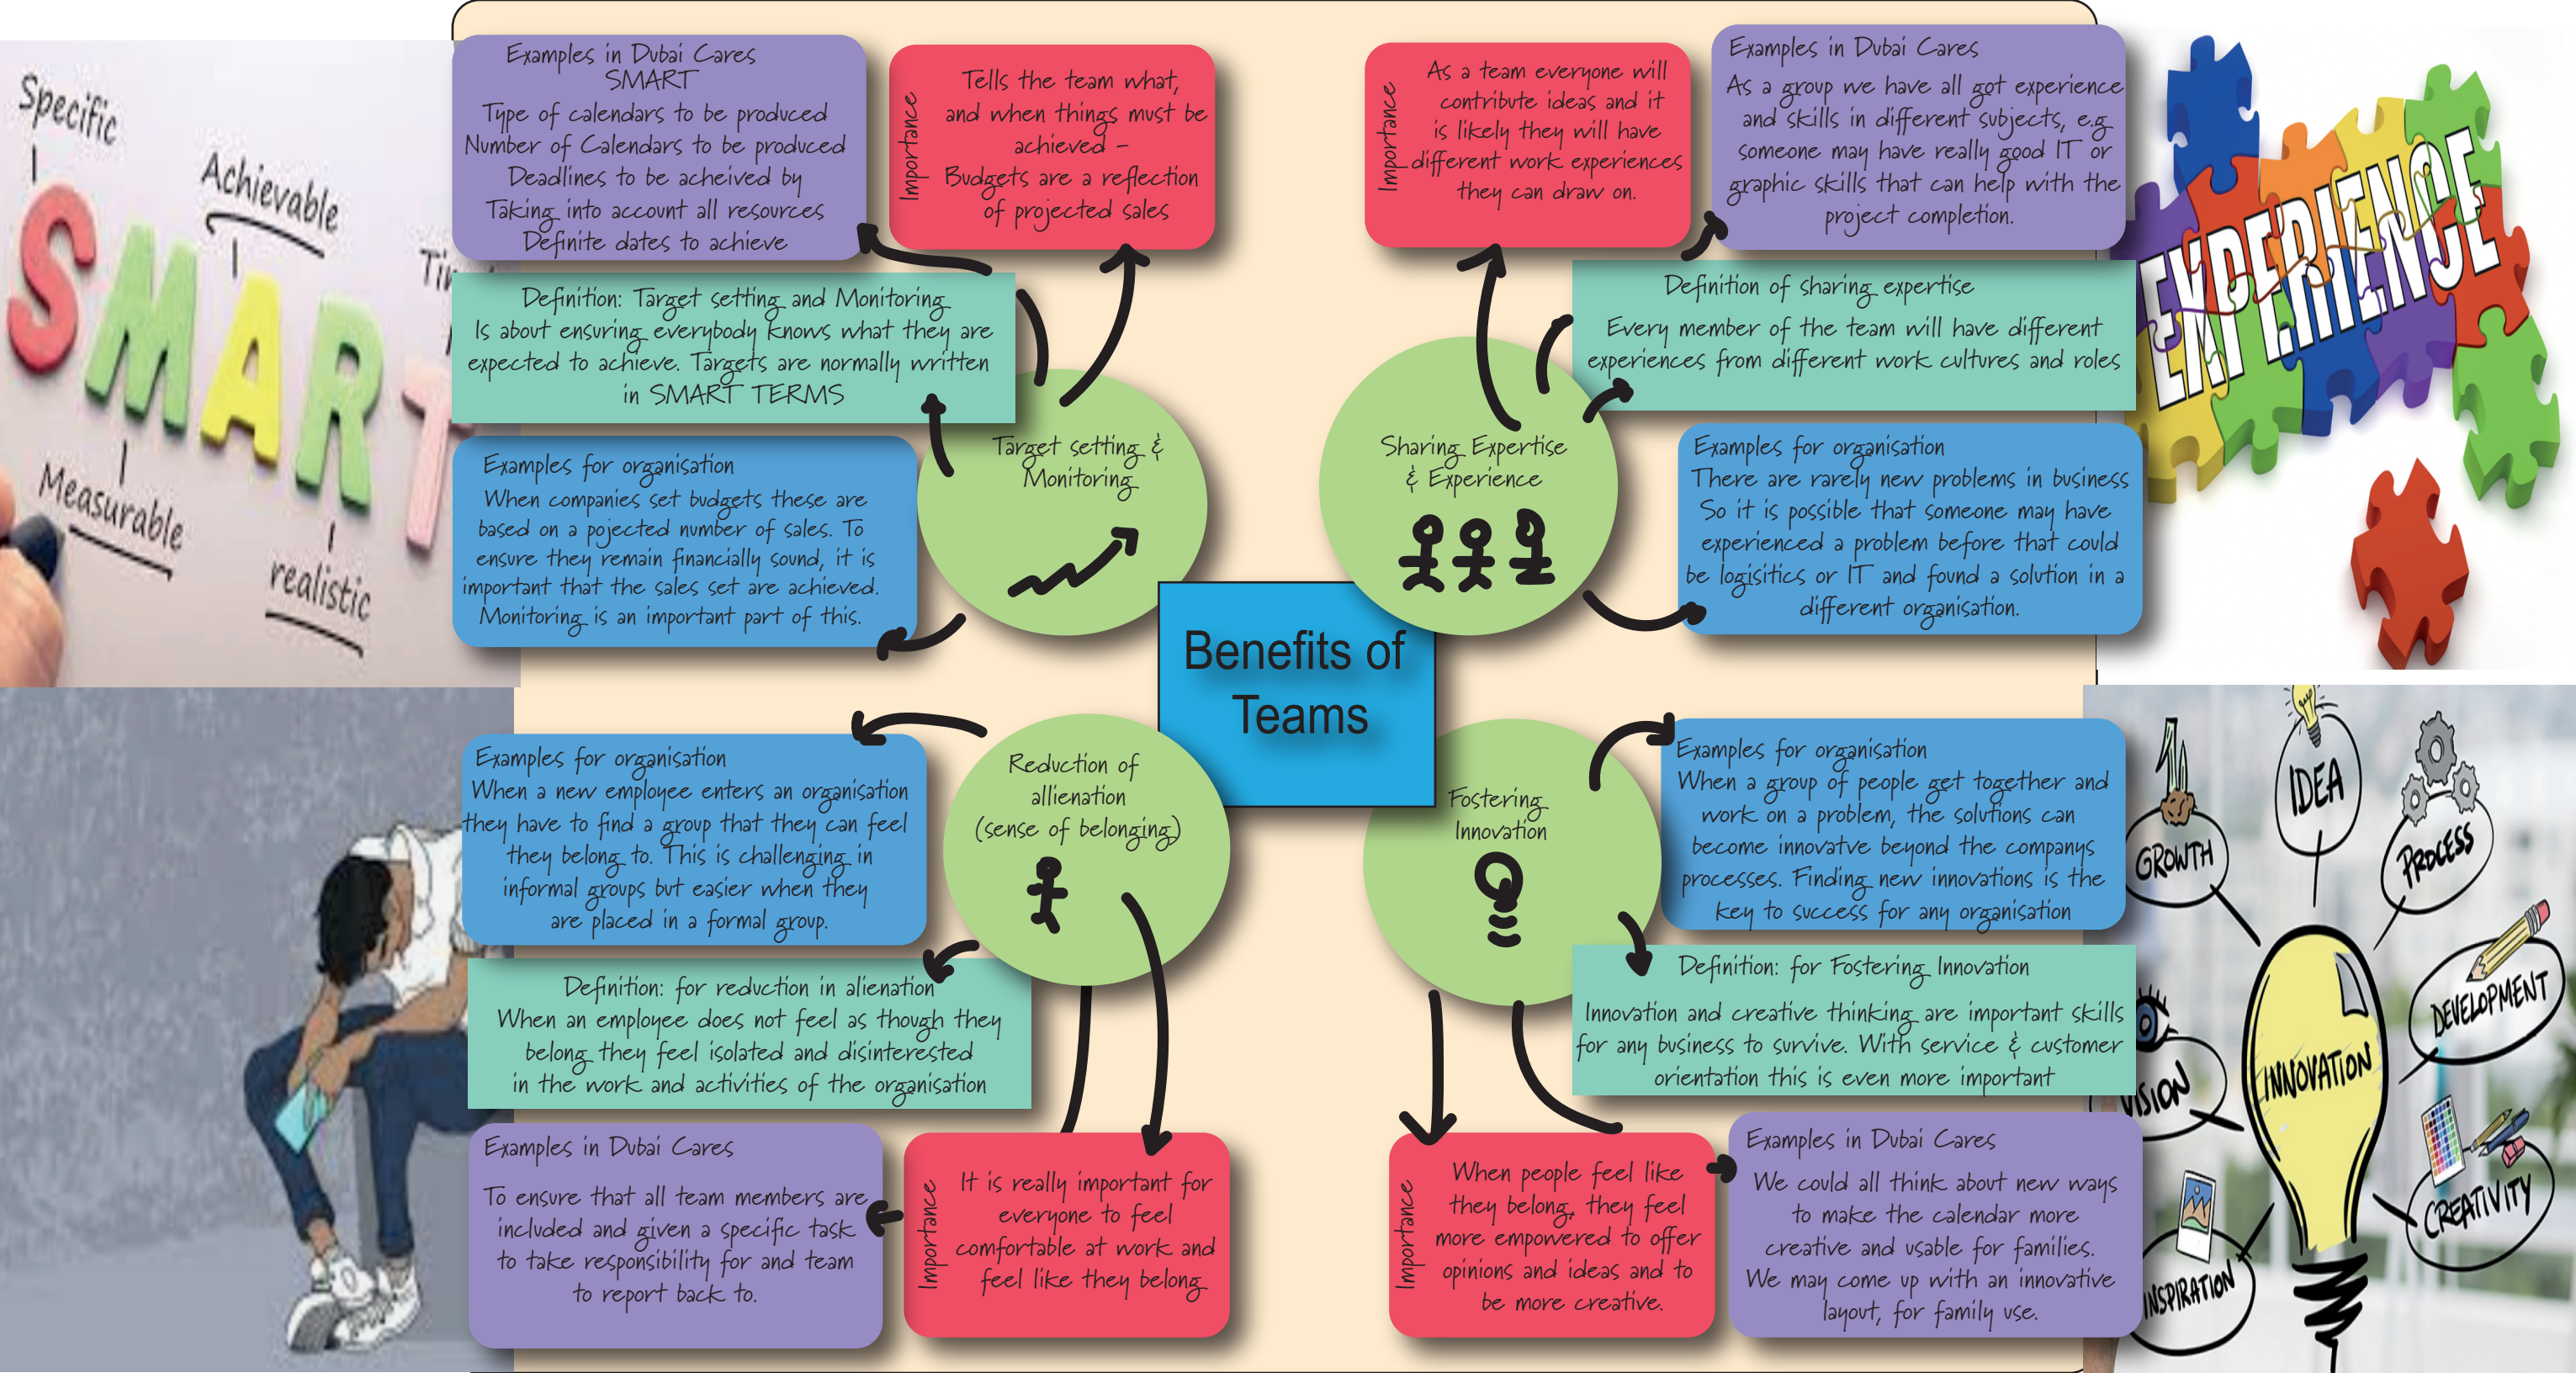 Specific
Achievable
Measurable
realistic
SMART
Examples in Dubai Cares
SMART
Type of calendars to be produced
Number of Calendars to be produced
Deadlines to be acheived by
Taking into account all resources
Definite dates to achieve
Importance
Tells the team what,
and when things must be
achieved -
Budgets are a reflection
of projected sales
Definition: Target setting and Monitoring
Is about ensuring everybody knows what they are
expected to achieve. Targets are normally written
in SMART TERMS
Examples for organisation
When companies set budgets these are
based on a pojected number of sales. To
ensure they remain financially sound, it is
important that the sales set are achieved.
Monitoring is an important part of this.
Target setting &
Monitoring
Importance
As a team everyone will
contribute ideas and it
is likely they will have
different work experiences
they can draw on.
Examples in Dubai Cares
As a group we have all got experience
and skills in different subjects, e.g
someone may have really good IT or
graphic skills that can help with the
project completion.
Definition of sharing expertise
Every member of the team will have different
experiences from different work cultures and roles
Examples for organisation
There are rarely new problems in business
So it is possible that someone may have
experienced a problem before that could
be logisitics or IT and found a solution in a
different organisation.
Sharing Expertise
& Experience
EXPERIENCE
Benefits of
Teams
Examples for organisation
When a new employee enters an organisation
they have to find a group that they can feel
they belong to. This is challenging in
informal groups but easier when they
are placed in a formal group.
Reduction of
allienation
(sense of belonging)
Definition: for reduction in alienation
When an employee does not feel as though they
belong they feel isolated and disinterested
in the work and activities of the organisation
Examples in Dubai Cares
To ensure that all team members are
included and given a specific task
to take responsibility for and team
to report back to.
Importance
It is really important for
everyone to feel
comfortable at work and
feel like they belong
Fostering
Innovation
Examples for organisation
When a group of people get together and
work on a problem, the solutions can
become innovatve beyond the companys
processes. Finding new innovations is the
key to success for any organisation
Definition: for Fostering Innovation
Innovation and creative thinking are important skills
for any business to survive. With service & customer
orientation this is even more important
Importance
When people feel like
they belong, they feel
more empowered to offer
opinions and ideas and to
be more creative.
Examples in Dubai Cares
We could all think about new ways
to make the calendar more
creative and usable for families.
We may come up with an innovative
layout, for family use.
IDEA
GROWTH
PROCESS
DEVELOPMENT
INNOVATION
VISION
CREATIVITY
INSPIRATION